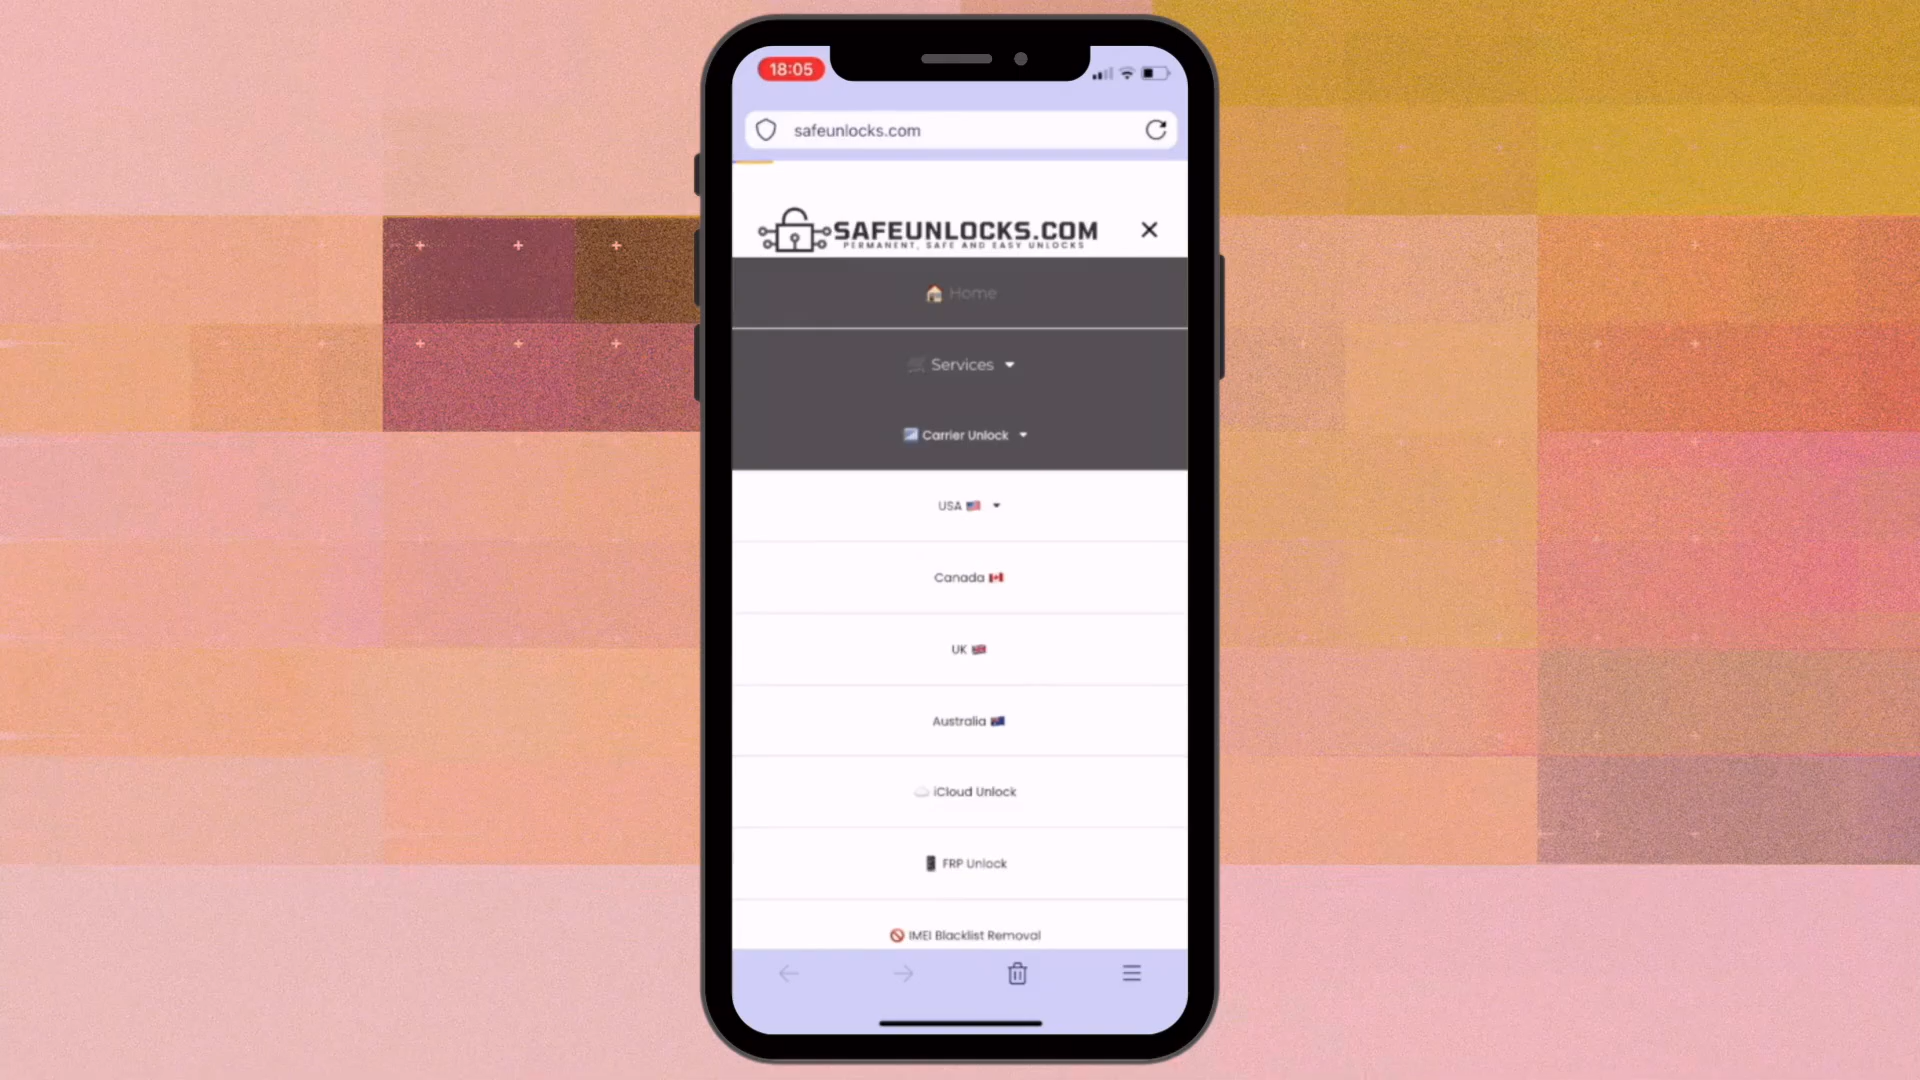 18:05
safeunlocks.com
SAFEUNLOCKS.COM
PERMANENT, SAFE AND EASY UNLOCKS
Home
Services
Carrier Unlock
USA
Canada
UK
Australia
iCloud Unlock
FRP Unlock
IMEI Blacklist Removal